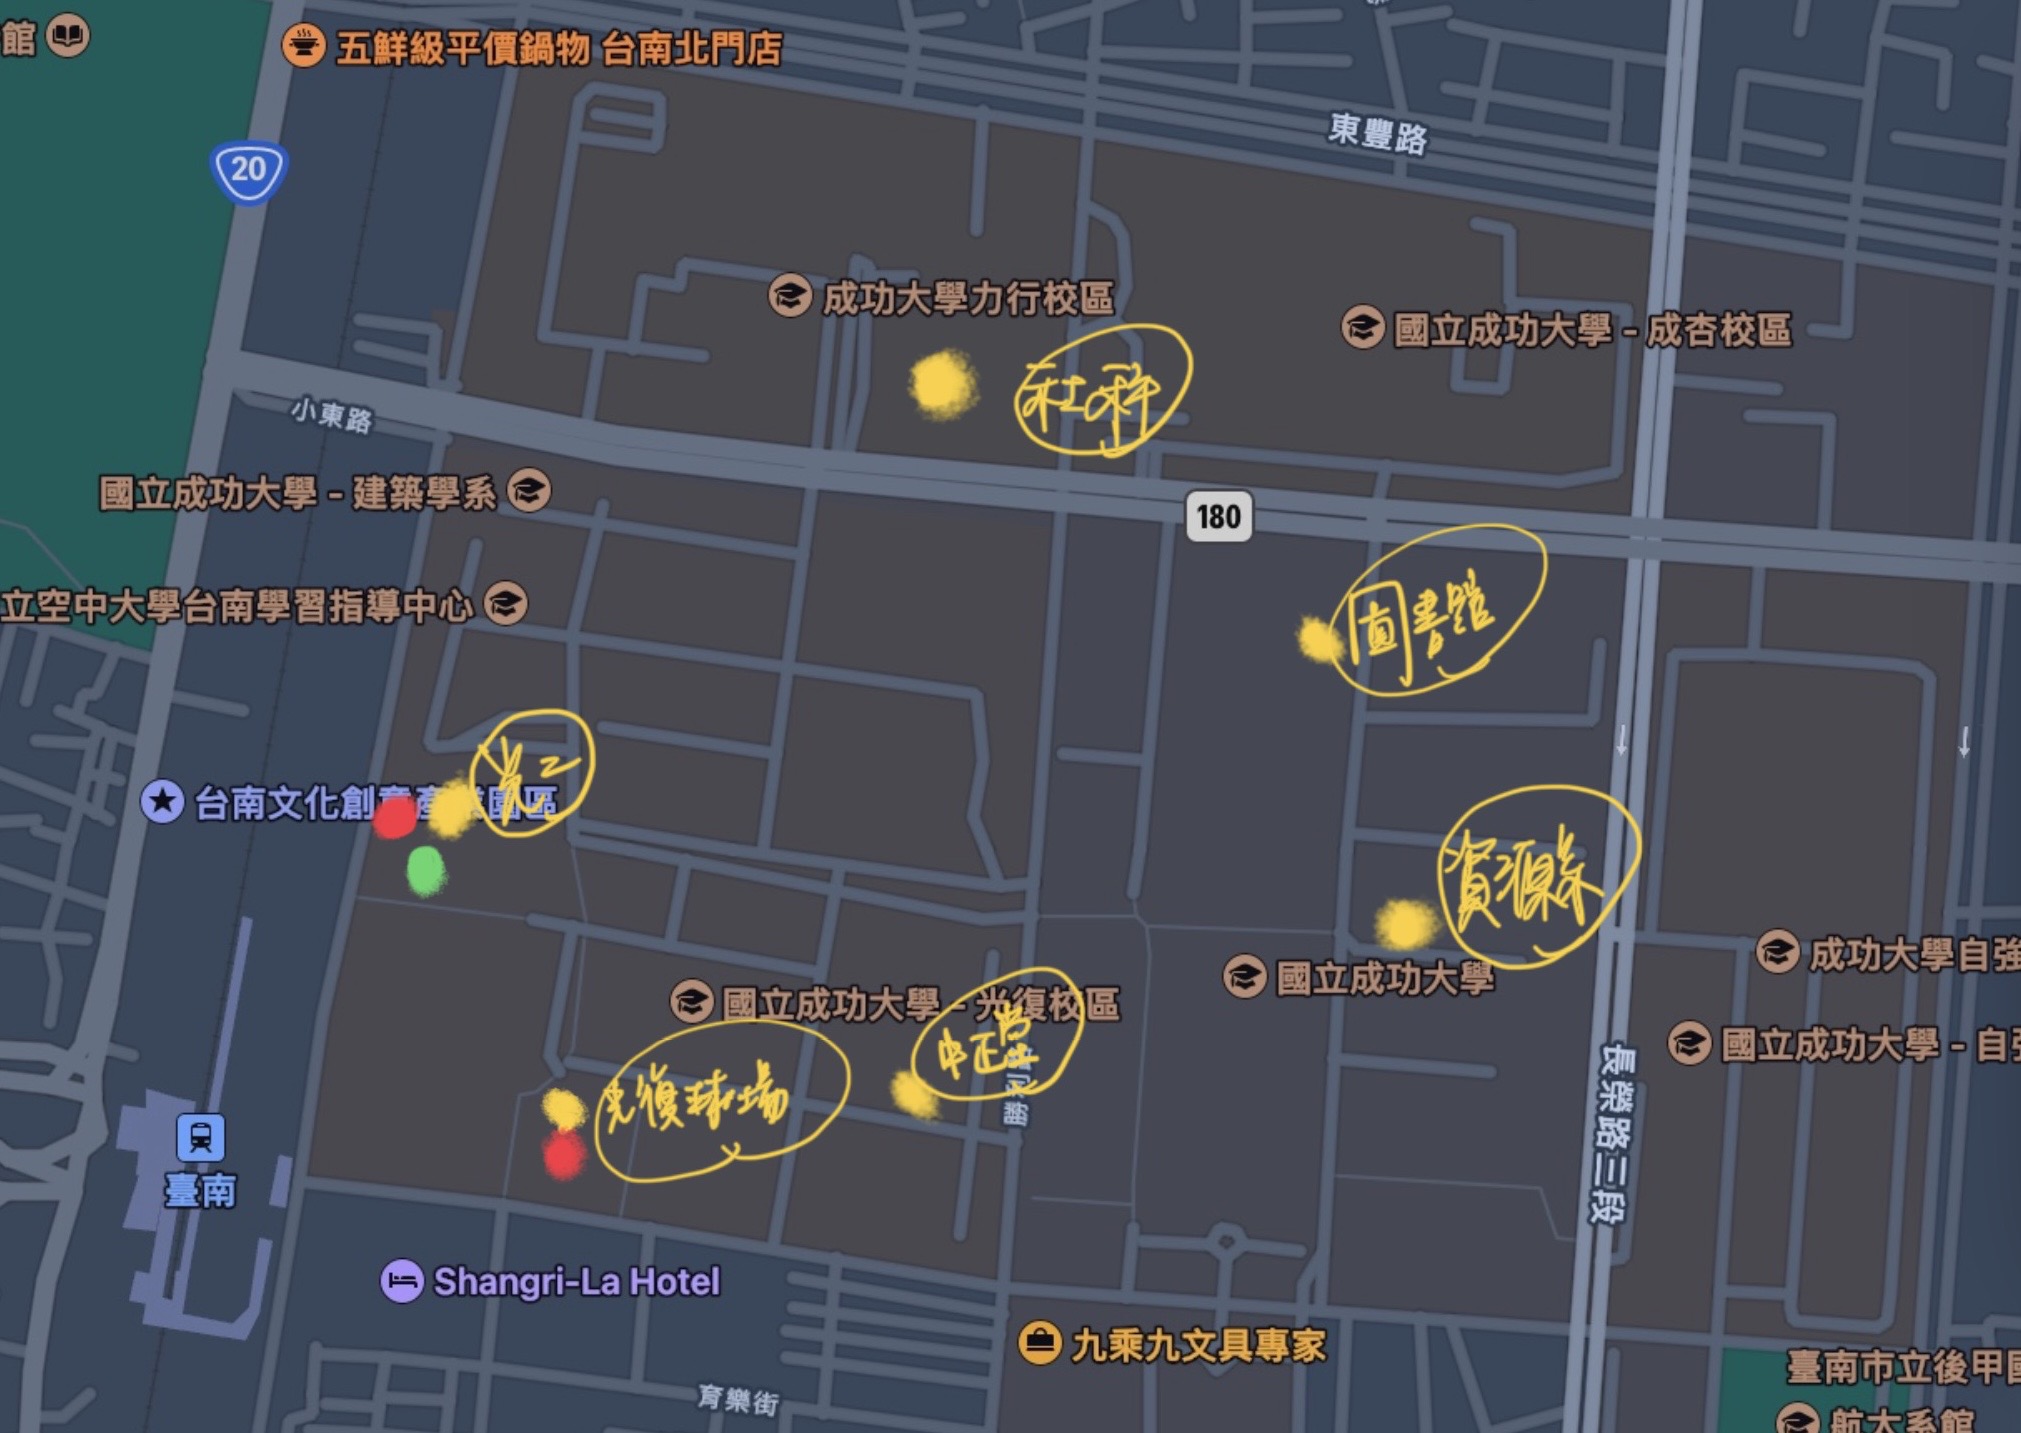 館
五鮮級平價鍋物 台南北門店
20
東豐路
成功大學力行校區
國立成功大學 - 成杏校區
社科
小東路
國立成功大學 - 建築學系
180
立空中大學台南學習指導中心
圖書館
光二
台南文化創意產業園區
資源系
國立成功大學
成功大學自強
國立成功大學 - 光復校區
國立成功大學 - 自強
中正堂
光復球場
勝利路
長榮路三段
臺南
Shangri-La Hotel
九乘九文具專家
臺南市立後甲國
育樂街
航太系館